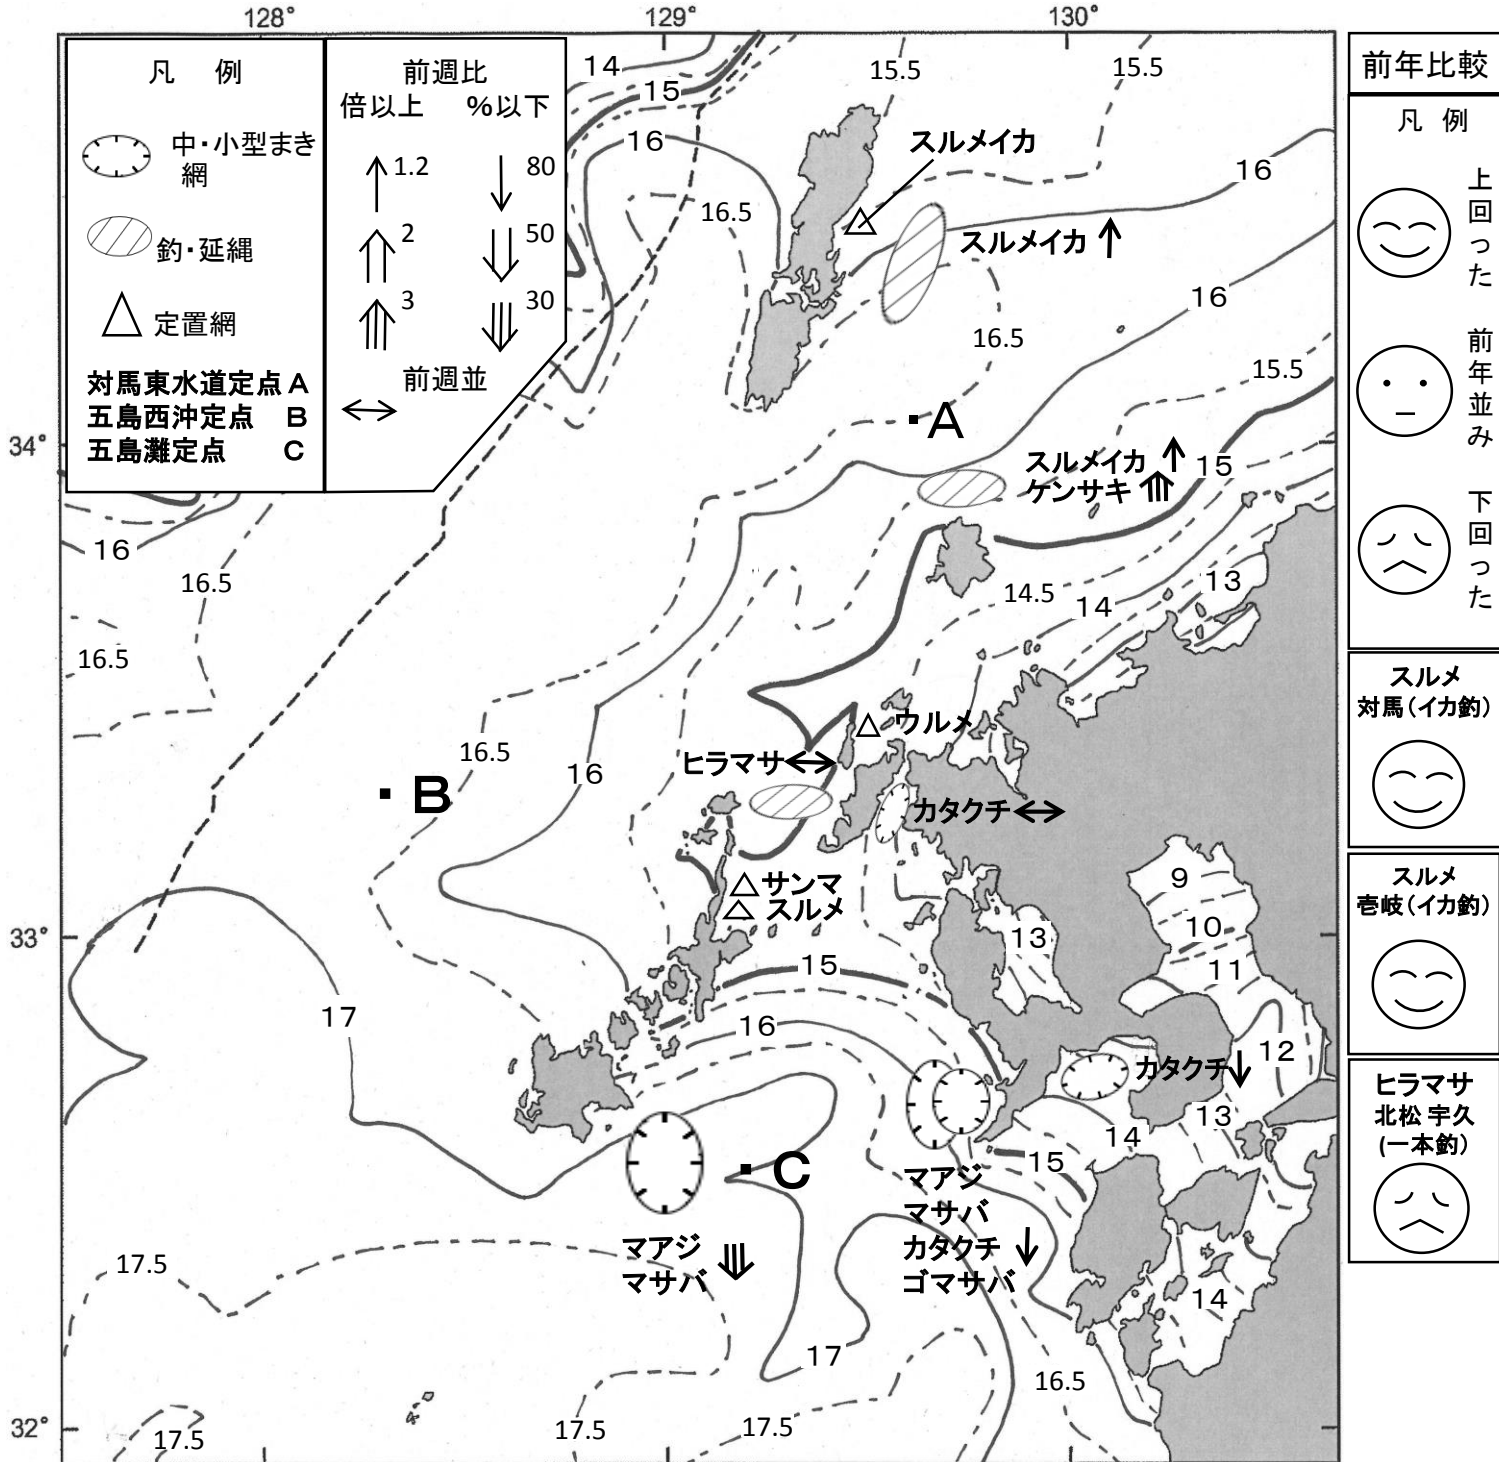 128°
129°
130°
34°
33°
32°
凡 例
中・小型まき
網
釣・延縄
定置網
対馬東水道定点 A
五島西沖定点 B
五島灘定点 C
前週比
倍以上 %以下
1.2 80
2 50
3 30
前週並
前年比較
凡 例
上回った
前年並み
下回った
スルメ
対馬(イカ釣)
スルメ
壱岐(イカ釣)
ヒラマサ
北松 宇久
(一本釣)
14
15
16
15.5
15.5
16
16.5
スルメイカ
スルメイカ
16
16.5
15.5
A
スルメイカ
ケンサキ
15
16
16.5
16.5
14.5
14
13
ウルメ
ヒラマサ
16.5
16
B
カタクチ
サンマ
スルメ
9
10
11
12
13
13
15
16
17
カタクチ
14
15
C
マアジ
マサバ
カタクチ
ゴマサバ
マアジ
マサバ
17.5
14
17
16.5
17.5
17.5
17.5